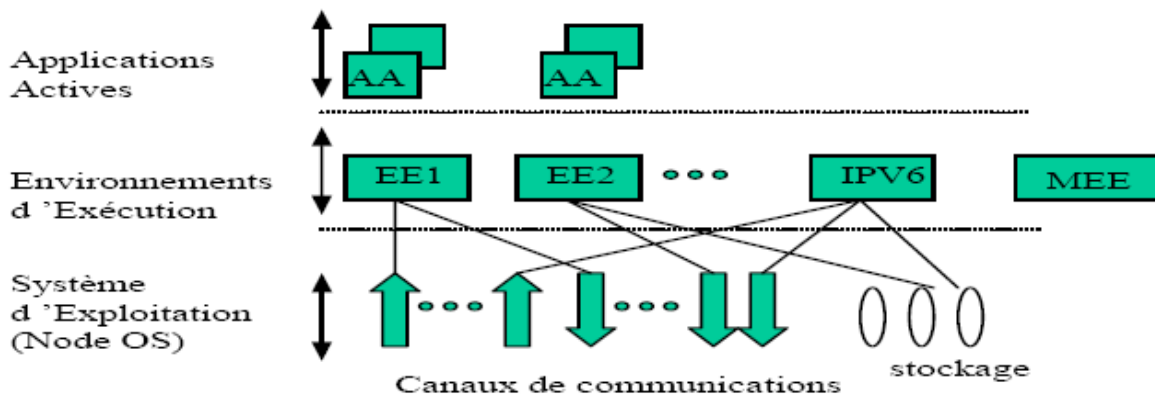 Applications
Actives
AA
AA
Environnements
d ’Exécution
EE1
EE2
IPV6
MEE
Système
d ’Exploitation
(Node OS)
stockage
Canaux de communications